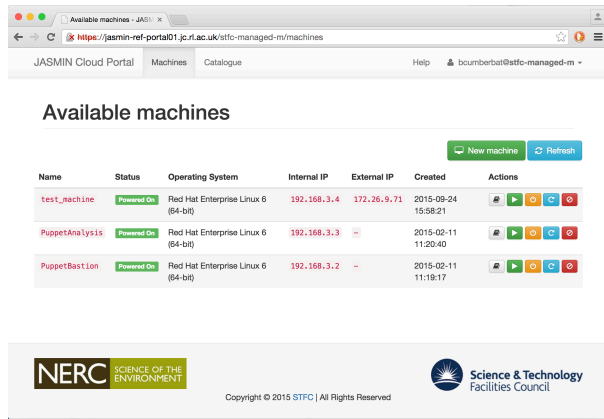 Available machines - JASM ×
https://jasmin-ref-portal01.jc.rl.ac.uk/stfc-managed-m/machines
JASMIN Cloud Portal Machines Catalogue Help bcumberbat@stfc-managed-m
Available machines
New machine Refresh
Name Status Operating System Internal IP External IP Created Actions
test_machine Powered On Red Hat Enterprise Linux 6 192.168.3.4 172.26.9.71 2015-09-24
(64-bit) 15:58:21
PuppetAnalysis Powered On Red Hat Enterprise Linux 6 192.168.3.3 - 2015-02-11
(64-bit) 11:20:40
PuppetBastion Powered On Red Hat Enterprise Linux 6 192.168.3.2 - 2015-02-11
(64-bit) 11:19:17
NERC SCIENCE OF THE
ENVIRONMENT
Science & Technology
Facilities Council
Copyright © 2015 STFC | All Rights Reserved